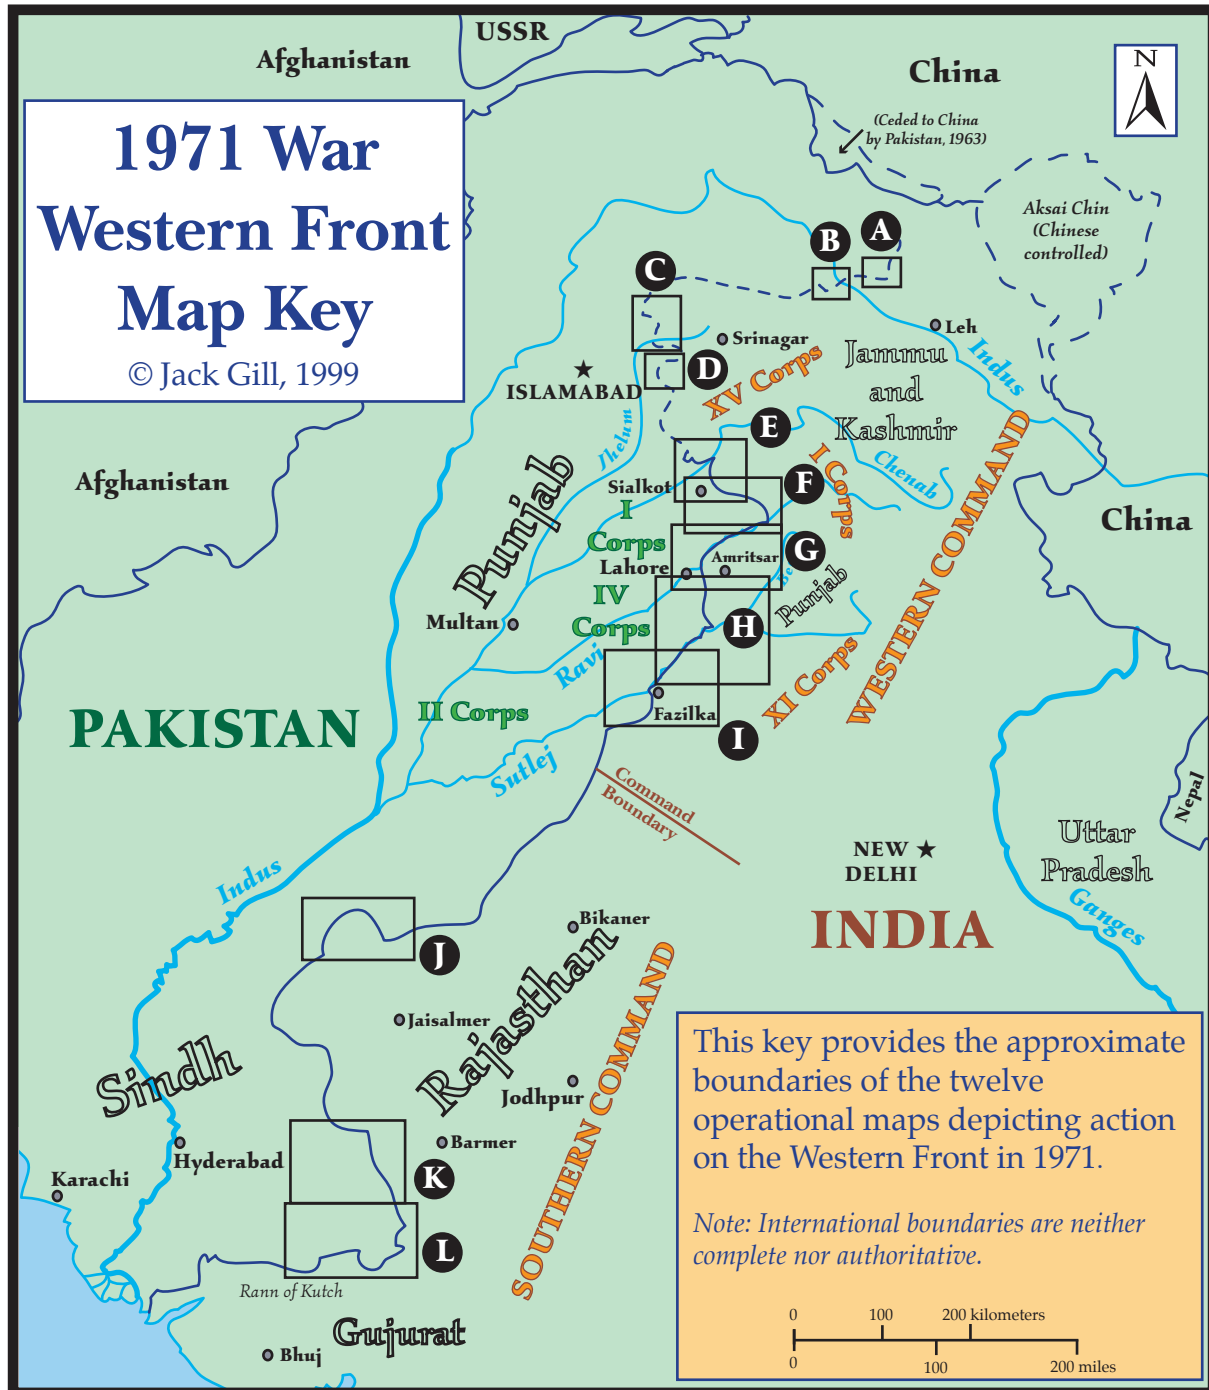 USSR
Afghanistan
China
N
1971 War
Western Front
Map Key
© Jack Gill, 1999
(Ceded to China
by Pakistan, 1963)
Aksai Chin
(Chinese
controlled)
A
B
C
Srinagar
Leh
Indus
Jammu
and
Kashmir
ISLAMABAD
D
XV Corps
E
Jhelum
Chenab
I Corps
F
Afghanistan
Sialkot
I
Corps
Punjab
China
WESTERN COMMAND
Lahore
Amritsar
G
Be
Punjab
IV
Corps
Multan
H
Ravi
XI Corps
II Corps
Fazilka
I
PAKISTAN
Sutlej
Command
Boundary
Nepal
NEW
DELHI
Uttar
Pradesh
Ganges
Indus
INDIA
Bikaner
J
Rajasthan
Jaisalmer
Sindh
Jodhpur
SOUTHERN COMMAND
Barmer
Hyderabad
Karachi
K
L
Rann of Kutch
Gujurat
Bhuj
This key provides the approximate
boundaries of the twelve
operational maps depicting action
on the Western Front in 1971.
Note: International boundaries are neither
complete nor authoritative.
0 100 200 kilometers
0 100 200 miles